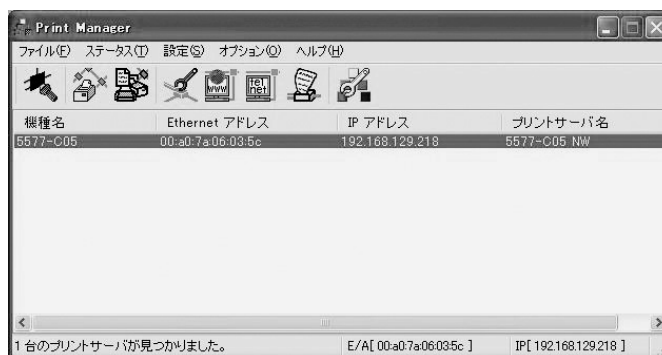 Print Manager
ファイル(F) ステータス(T) 設定(S) オプション(O) ヘルプ(H)
WWW tel net
機種名 Ethernet アドレス IP アドレス プリントサーバ名
5577-C05 00:a0:7a:06:03:5c 192.168.129.218 5577-C05 NW
1 台のプリントサーバが見つかりました。 E/A[ 00:a0:7a:06:03:5c ] IP[ 192.168.129.218 ]